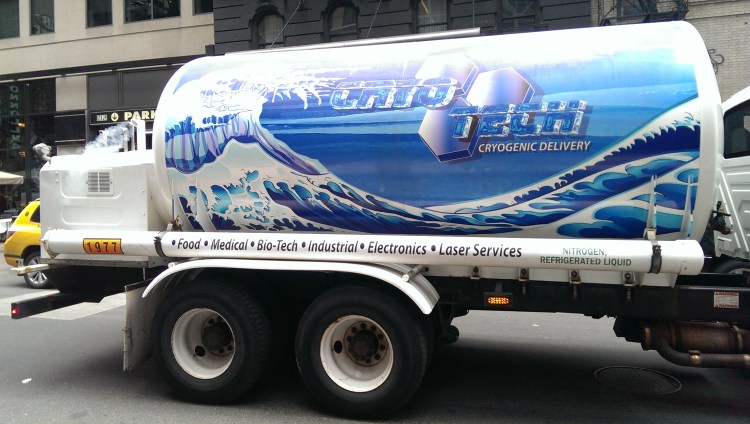 CRYO
TECH
CRYOGENIC DELIVERY
PARK
1977
• Food • Medical • Bio-Tech • Industrial • Electronics • Laser Services
NITROGEN,
REFRIGERATED LIQUID